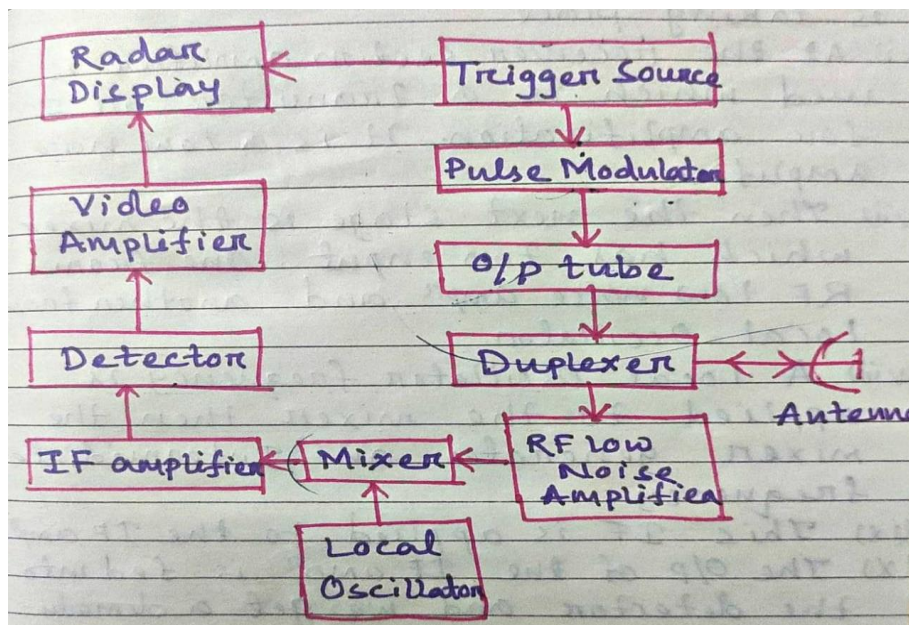 Radar
Display
Trigger Source
Pulse Modulator
Video
Amplifier
O/P tube
Detector
Duplexer
Antenn
IF amplifier
Mixer
RF low
Noise
Amplifier
Local
Oscillator